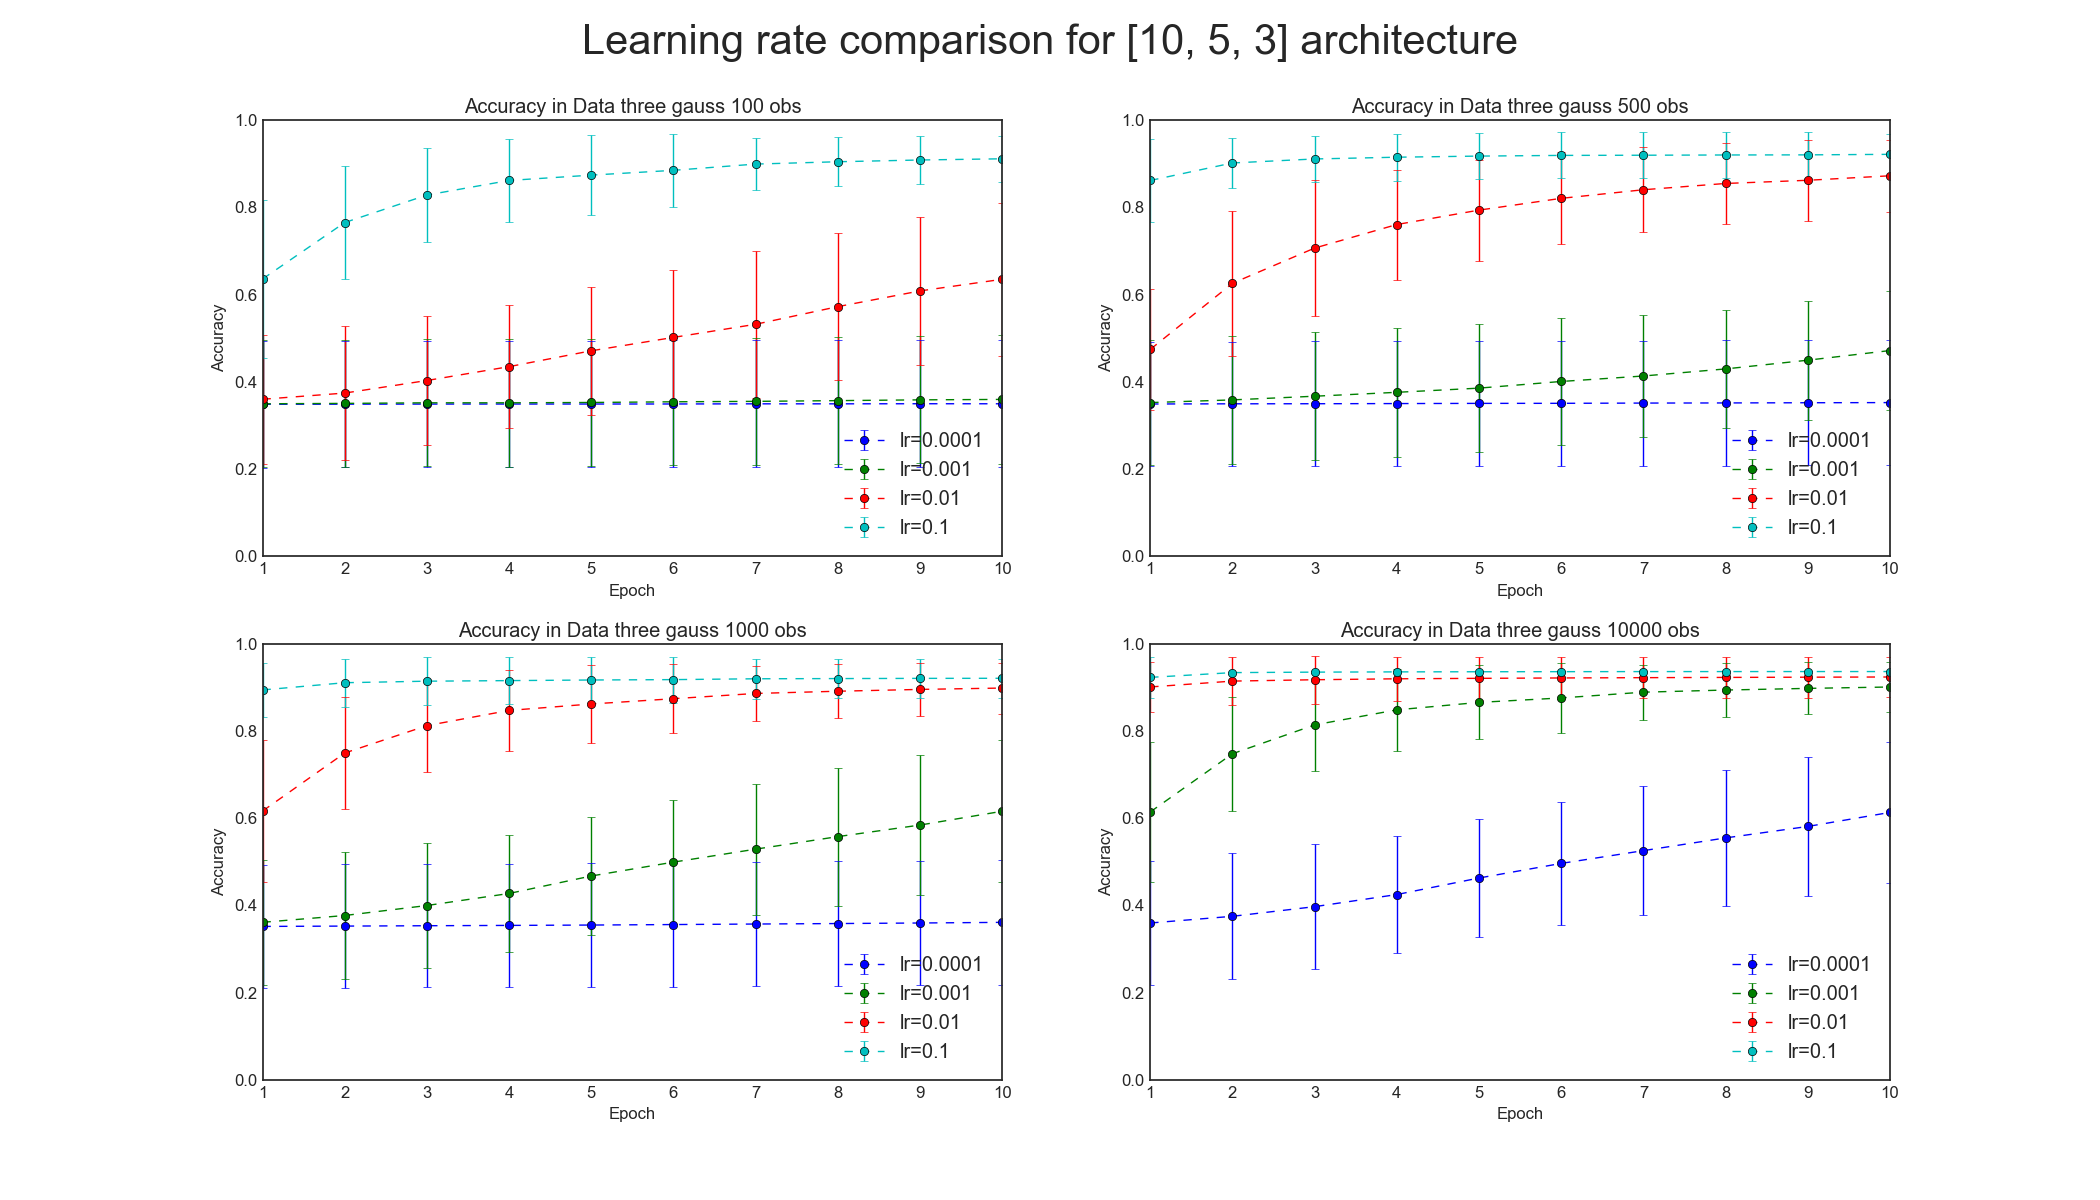 Learning rate comparison for [10, 5, 3] architecture
Accuracy in Data three gauss 100 obs
1.0
0.8
0.6
0.4
0.2
0.0
Accuracy
1 2 3 4 5 6 7 8 9 10
Epoch
lr=0.0001
lr=0.001
lr=0.01
lr=0.1
Accuracy in Data three gauss 500 obs
1.0
0.8
0.6
0.4
0.2
0.0
Accuracy
1 2 3 4 5 6 7 8 9 10
Epoch
lr=0.0001
lr=0.001
lr=0.01
lr=0.1
Accuracy in Data three gauss 1000 obs
1.0
0.8
0.6
0.4
0.2
0.0
Accuracy
1 2 3 4 5 6 7 8 9 10
Epoch
lr=0.0001
lr=0.001
lr=0.01
lr=0.1
Accuracy in Data three gauss 10000 obs
1.0
0.8
0.6
0.4
0.2
0.0
Accuracy
1 2 3 4 5 6 7 8 9 10
Epoch
lr=0.0001
lr=0.001
lr=0.01
lr=0.1